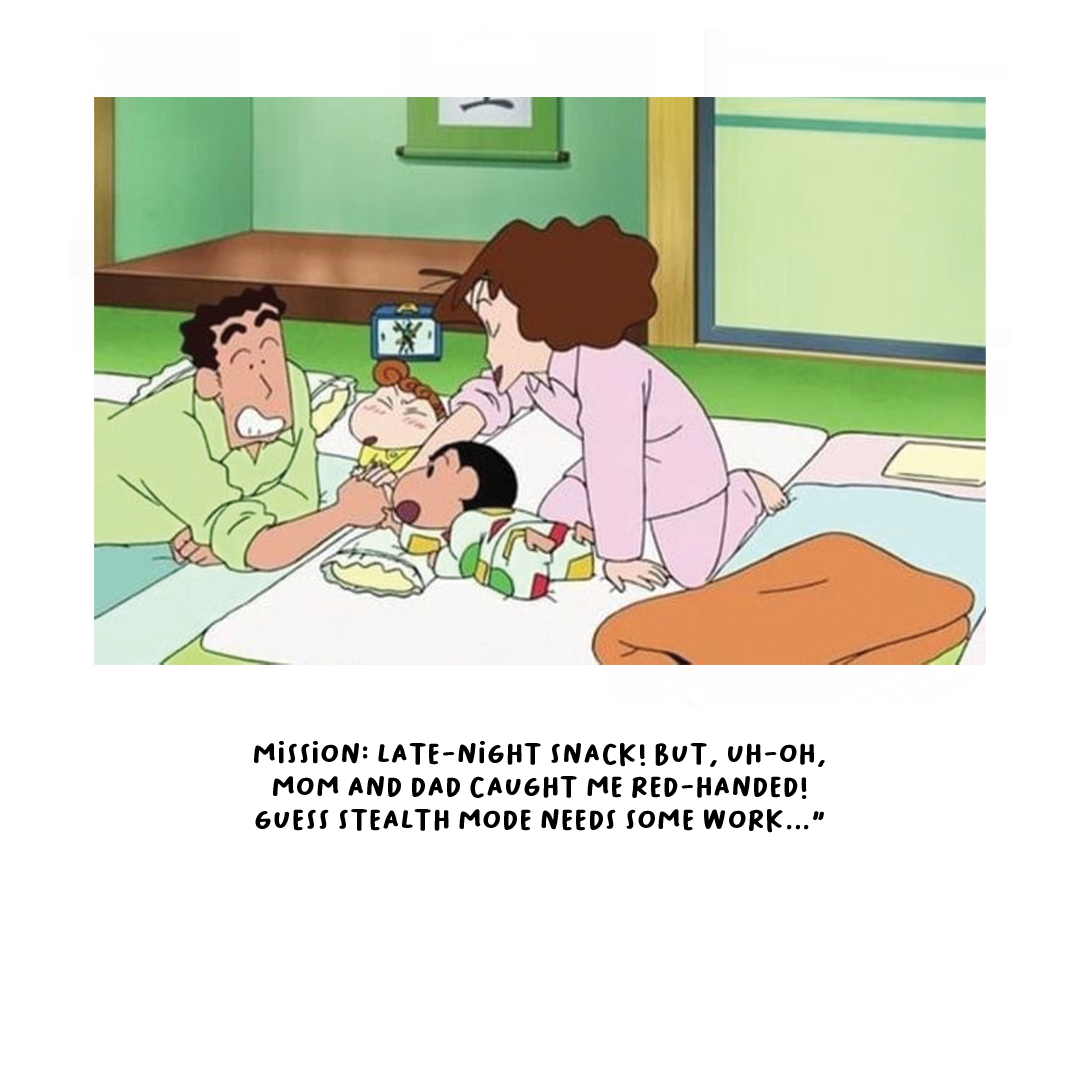 MISSION: LATE-NIGHT SNACK! BUT, UH-OH,
MOM AND DAD CAUGHT ME RED-HANDED!
GUESS STEALTH MODE NEEDS SOME WORK..."